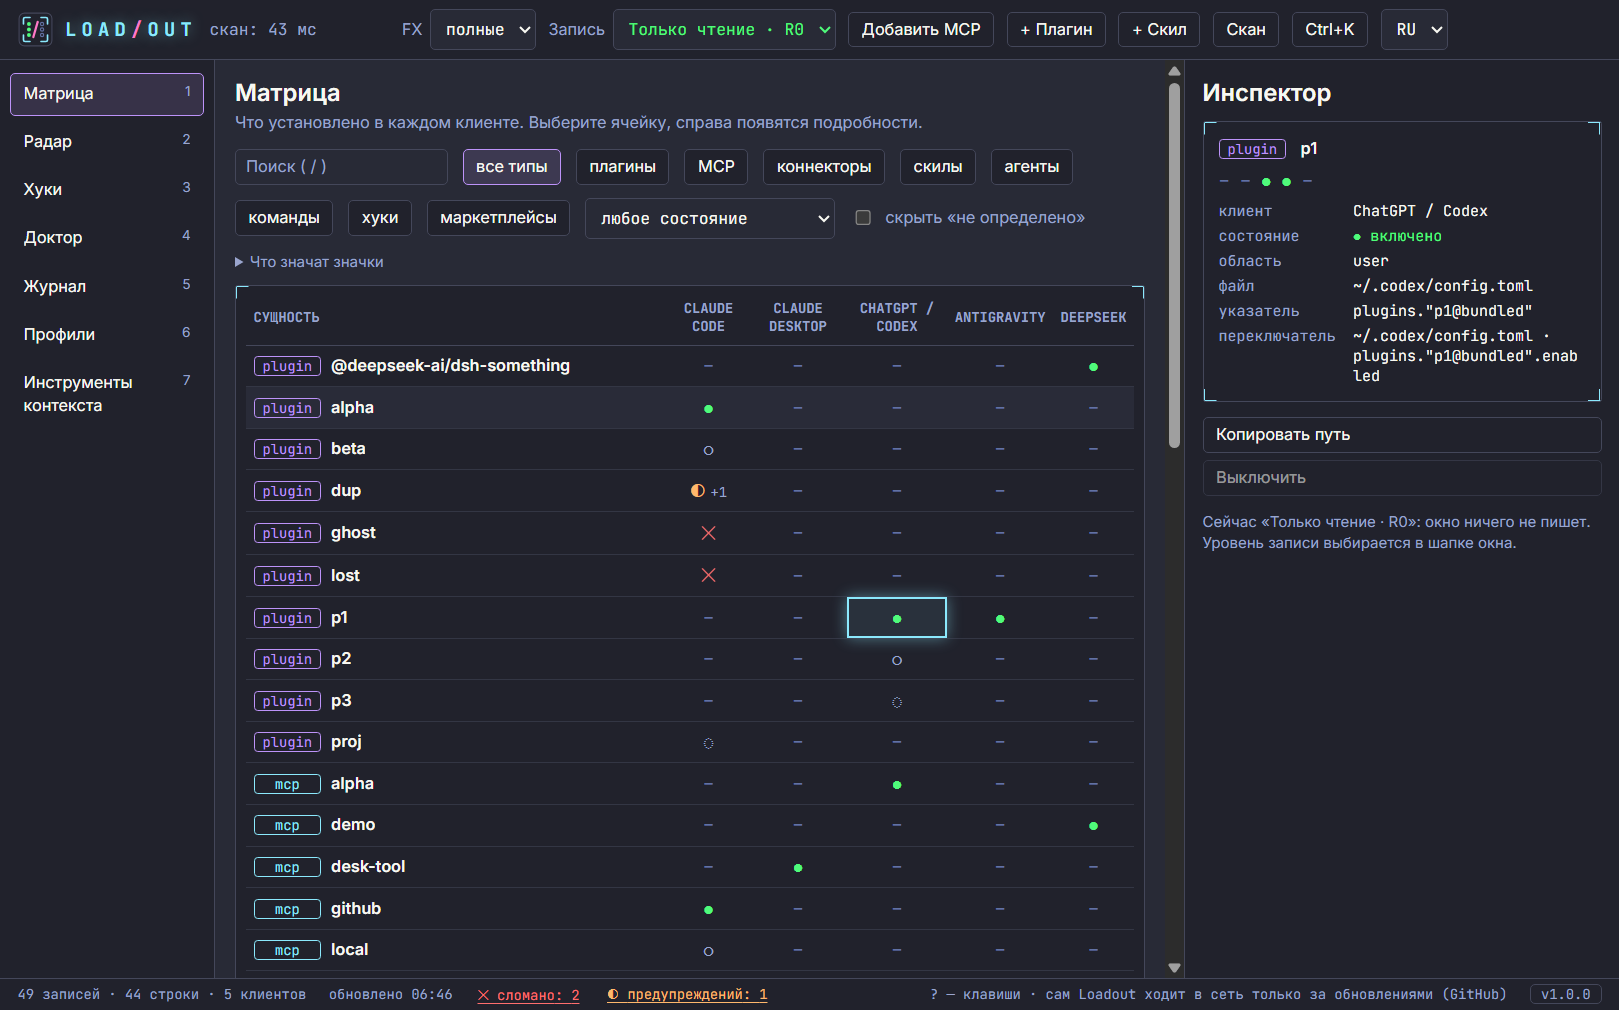 LOAD/OUT скан: 43 мс FX полные Запись Только чтение · R0 Добавить MCP + Плагин + Скил Скан Ctrl+K RU
Матрица 1
Радар 2
Хуки 3
Доктор 4
Журнал 5
Профили 6
Инструменты контекста 7
Матрица
Что установлено в каждом клиенте. Выберите ячейку, справа появятся подробности.
Поиск ( / ) все типы плагины MCP коннекторы скилы агенты
команды хуки маркетплейсы любое состояние скрыть «не определено»
▶ Что значат значки
СУЩНОСТЬ CLAUDE CODE CLAUDE DESKTOP CHATGPT / CODEX ANTIGRAVITY DEEPSEEK
plugin @deepseek-ai/dsh-something – – – – ●
plugin alpha ● – – – –
plugin beta ○ – – – –
plugin dup ◐ +1 – – – –
plugin ghost ✕ – – – –
plugin lost ✕ – – – –
plugin p1 – – ● ● –
plugin p2 – – ○ – –
plugin p3 – – ◌ – –
plugin proj ◌ – – – –
mcp alpha – – ● – –
mcp demo – – – – ●
mcp desk-tool – ● – – –
mcp github ● – – – –
mcp local ○ – – – –
Инспектор
plugin p1
– – ● ● –
клиент ChatGPT / Codex
состояние ● включено
область user
файл ~/.codex/config.toml
указатель plugins."p1@bundled"
переключатель ~/.codex/config.toml ·
plugins."p1@bundled".enab
led
Копировать путь
Выключить
Сейчас «Только чтение · R0»: окно ничего не пишет.
Уровень записи выбирается в шапке окна.
49 записей · 44 строки · 5 клиентов обновлено 06:46 ✕ сломано: 2 ◐ предупреждений: 1 ? — клавиши · сам Loadout ходит в сеть только за обновлениями (GitHub) v1.0.0